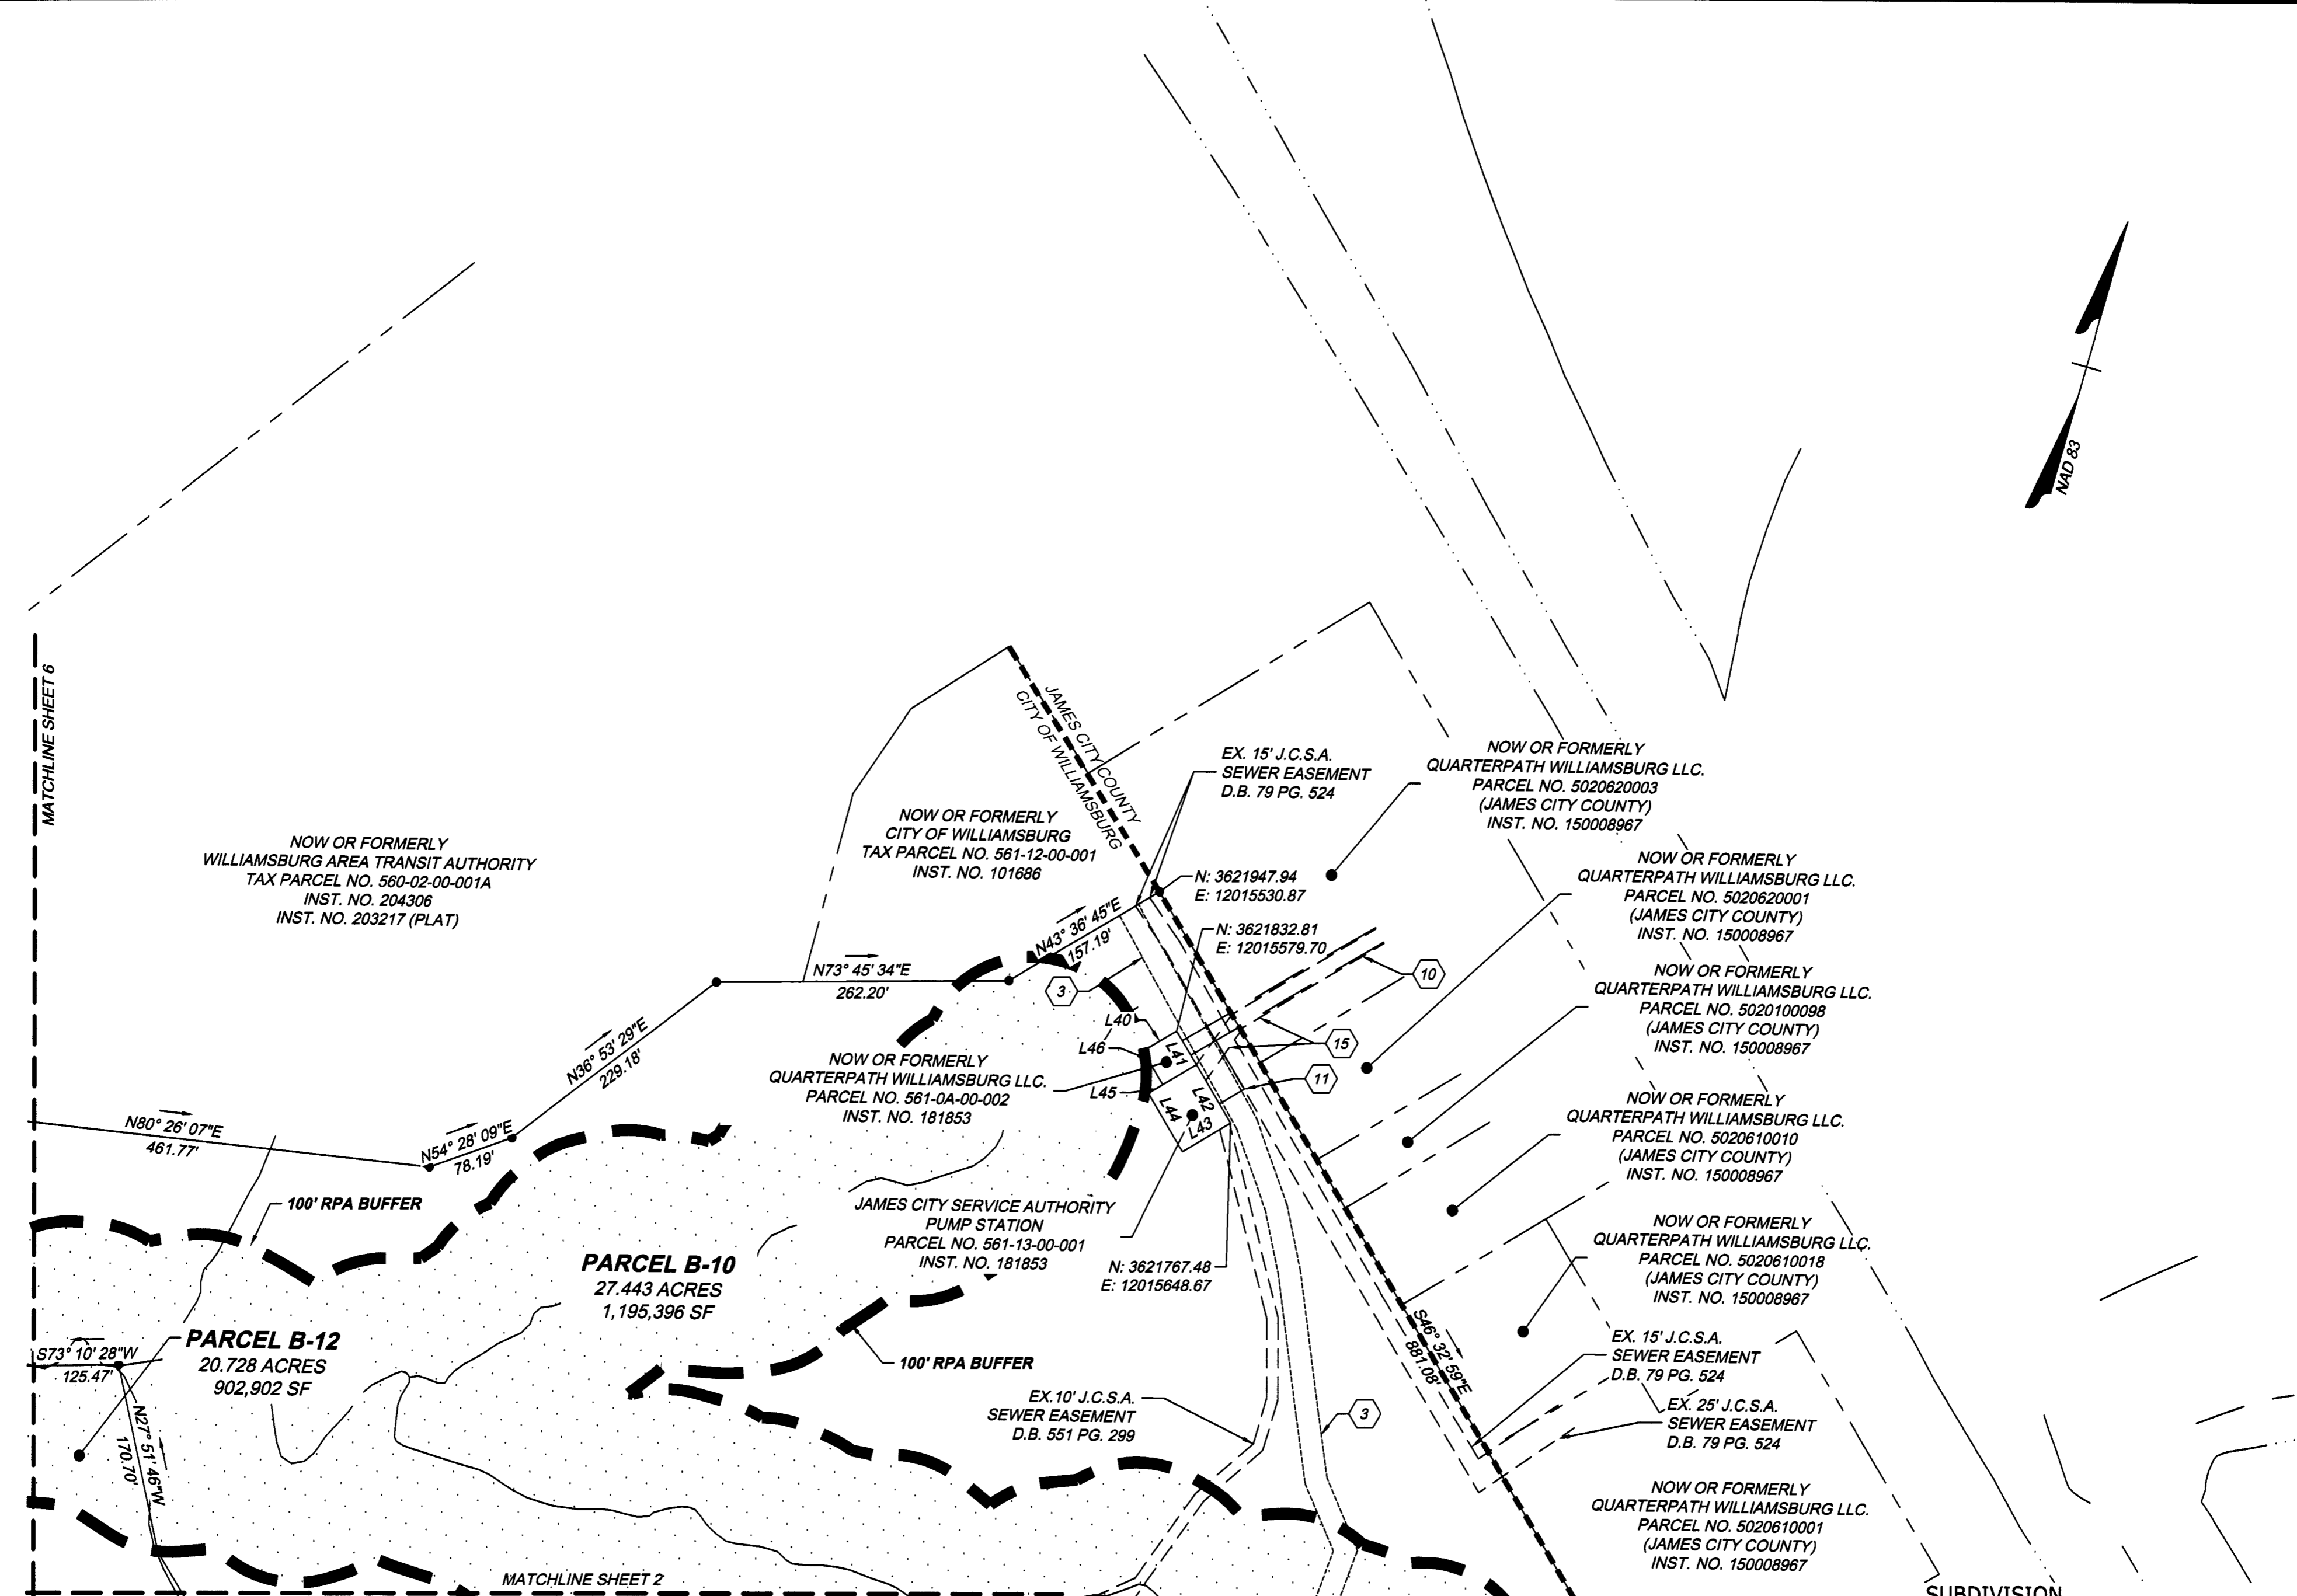 NAD 83
MATCHLINE SHEET 6
JAMES CITY COUNTY
CITY OF WILLIAMSBURG
NOW OR FORMERLY
WILLIAMSBURG AREA TRANSIT AUTHORITY
TAX PARCEL NO. 560-02-00-001A
INST. NO. 204306
INST. NO. 203217 (PLAT)
NOW OR FORMERLY
CITY OF WILLIAMSBURG
TAX PARCEL NO. 561-12-00-001
INST. NO. 101686
EX. 15' J.C.S.A.
SEWER EASEMENT
D.B. 79 PG. 524
NOW OR FORMERLY
QUARTERPATH WILLIAMSBURG LLC.
PARCEL NO. 5020620003
(JAMES CITY COUNTY)
INST. NO. 150008967
NOW OR FORMERLY
QUARTERPATH WILLIAMSBURG LLC.
PARCEL NO. 5020620001
(JAMES CITY COUNTY)
INST. NO. 150008967
N: 3621947.94
E: 12015530.87
N: 3621832.81
E: 12015579.70
N43° 36' 45"E
157.19'
N73° 45' 34"E
262.20'
3
10
NOW OR FORMERLY
QUARTERPATH WILLIAMSBURG LLC.
PARCEL NO. 5020100098
(JAMES CITY COUNTY)
INST. NO. 150008967
L40
L46
L41
15
N36° 53' 29"E
229.18'
NOW OR FORMERLY
QUARTERPATH WILLIAMSBURG LLC.
PARCEL NO. 561-0A-00-002
INST. NO. 181853
L45
11
L44
L42
L43
N80° 26' 07"E
461.77'
N54° 28' 09"E
78.19'
NOW OR FORMERLY
QUARTERPATH WILLIAMSBURG LLC.
PARCEL NO. 5020610010
(JAMES CITY COUNTY)
INST. NO. 150008967
100' RPA BUFFER
JAMES CITY SERVICE AUTHORITY
PUMP STATION
PARCEL NO. 561-13-00-001
INST. NO. 181853
PARCEL B-10
27.443 ACRES
1,195,396 SF
N: 3621767.48
E: 12015648.67
NOW OR FORMERLY
QUARTERPATH WILLIAMSBURG LLC.
PARCEL NO. 5020610018
(JAMES CITY COUNTY)
INST. NO. 150008967
PARCEL B-12
20.728 ACRES
902,902 SF
S73° 10' 28"W
125.47'
N27° 51' 46"W
170.70'
100' RPA BUFFER
S46° 32' 59"E
881.08'
EX. 15' J.C.S.A.
SEWER EASEMENT
D.B. 79 PG. 524
EX.10' J.C.S.A.
SEWER EASEMENT
D.B. 551 PG. 299
3
EX. 25' J.C.S.A.
SEWER EASEMENT
D.B. 79 PG. 524
NOW OR FORMERLY
QUARTERPATH WILLIAMSBURG LLC.
PARCEL NO. 5020610001
(JAMES CITY COUNTY)
INST. NO. 150008967
MATCHLINE SHEET 2
SUBDIVISION